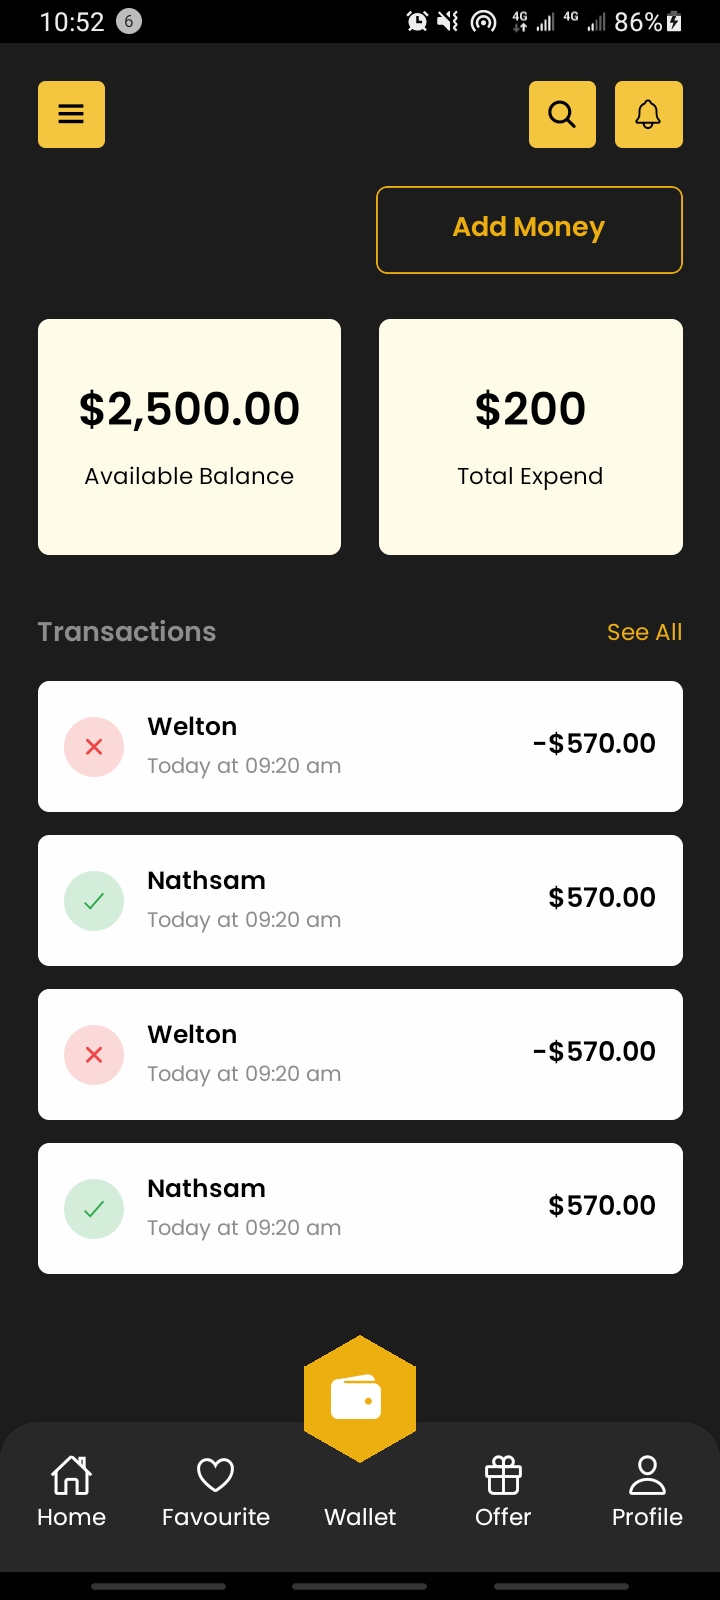 10:52 6 4G 4G 86%
Add Money
$2,500.00
Available Balance
$200
Total Expend
Transactions See All
Welton
Today at 09:20 am
-$570.00
Nathsam
Today at 09:20 am
$570.00
Welton
Today at 09:20 am
-$570.00
Nathsam
Today at 09:20 am
$570.00
Home Favourite Wallet Offer Profile